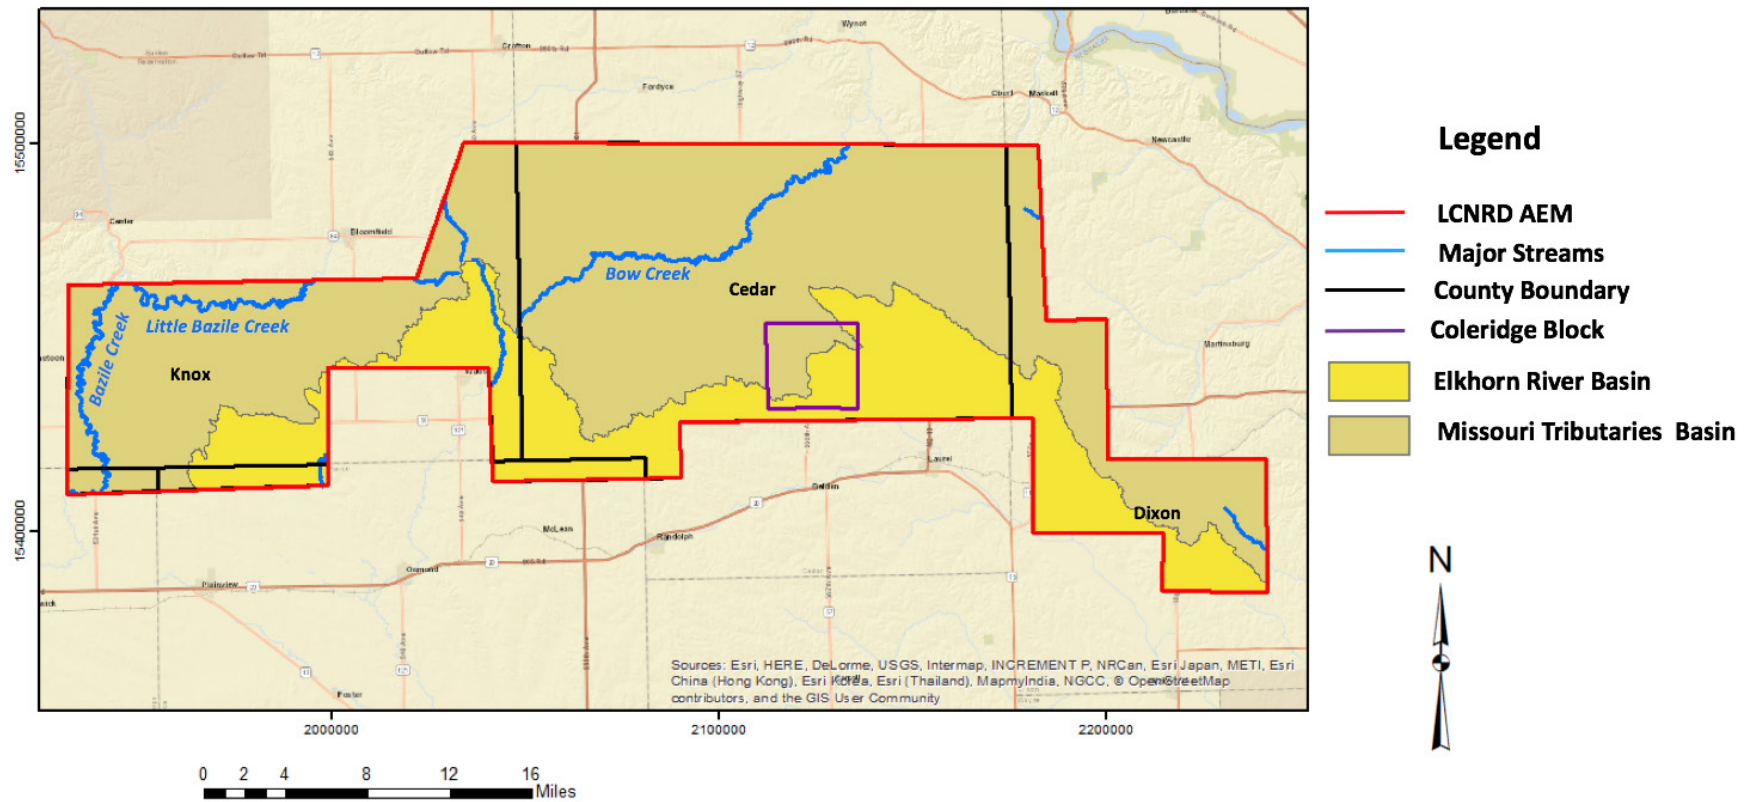 Wynot
Crofton
Fordyce
Obert
Maskell
Newcastle
15500000
Center
Bloomfield
Bow Creek
Cedar
Little Bazile Creek
Bazile Creek
Knox
Martinsburg
Laurel
Belden
Dixon
15400000
McLean
Randolph
Osmond
20
20
Plainview
Foster
Sources: Esri, HERE, DeLorme, USGS, Intermap, INCREMENT P, NRCan, Esri Japan, METI, Esri
China (Hong Kong), Esri Korea, Esri (Thailand), MapmyIndia, NGCC, © OpenStreetMap
contributors, and the GIS User Community
2000000
2100000
2200000
0 2 4 8 12 16
Miles
Legend
LCNRD AEM
Major Streams
County Boundary
Coleridge Block
Elkhorn River Basin
Missouri Tributaries Basin
N